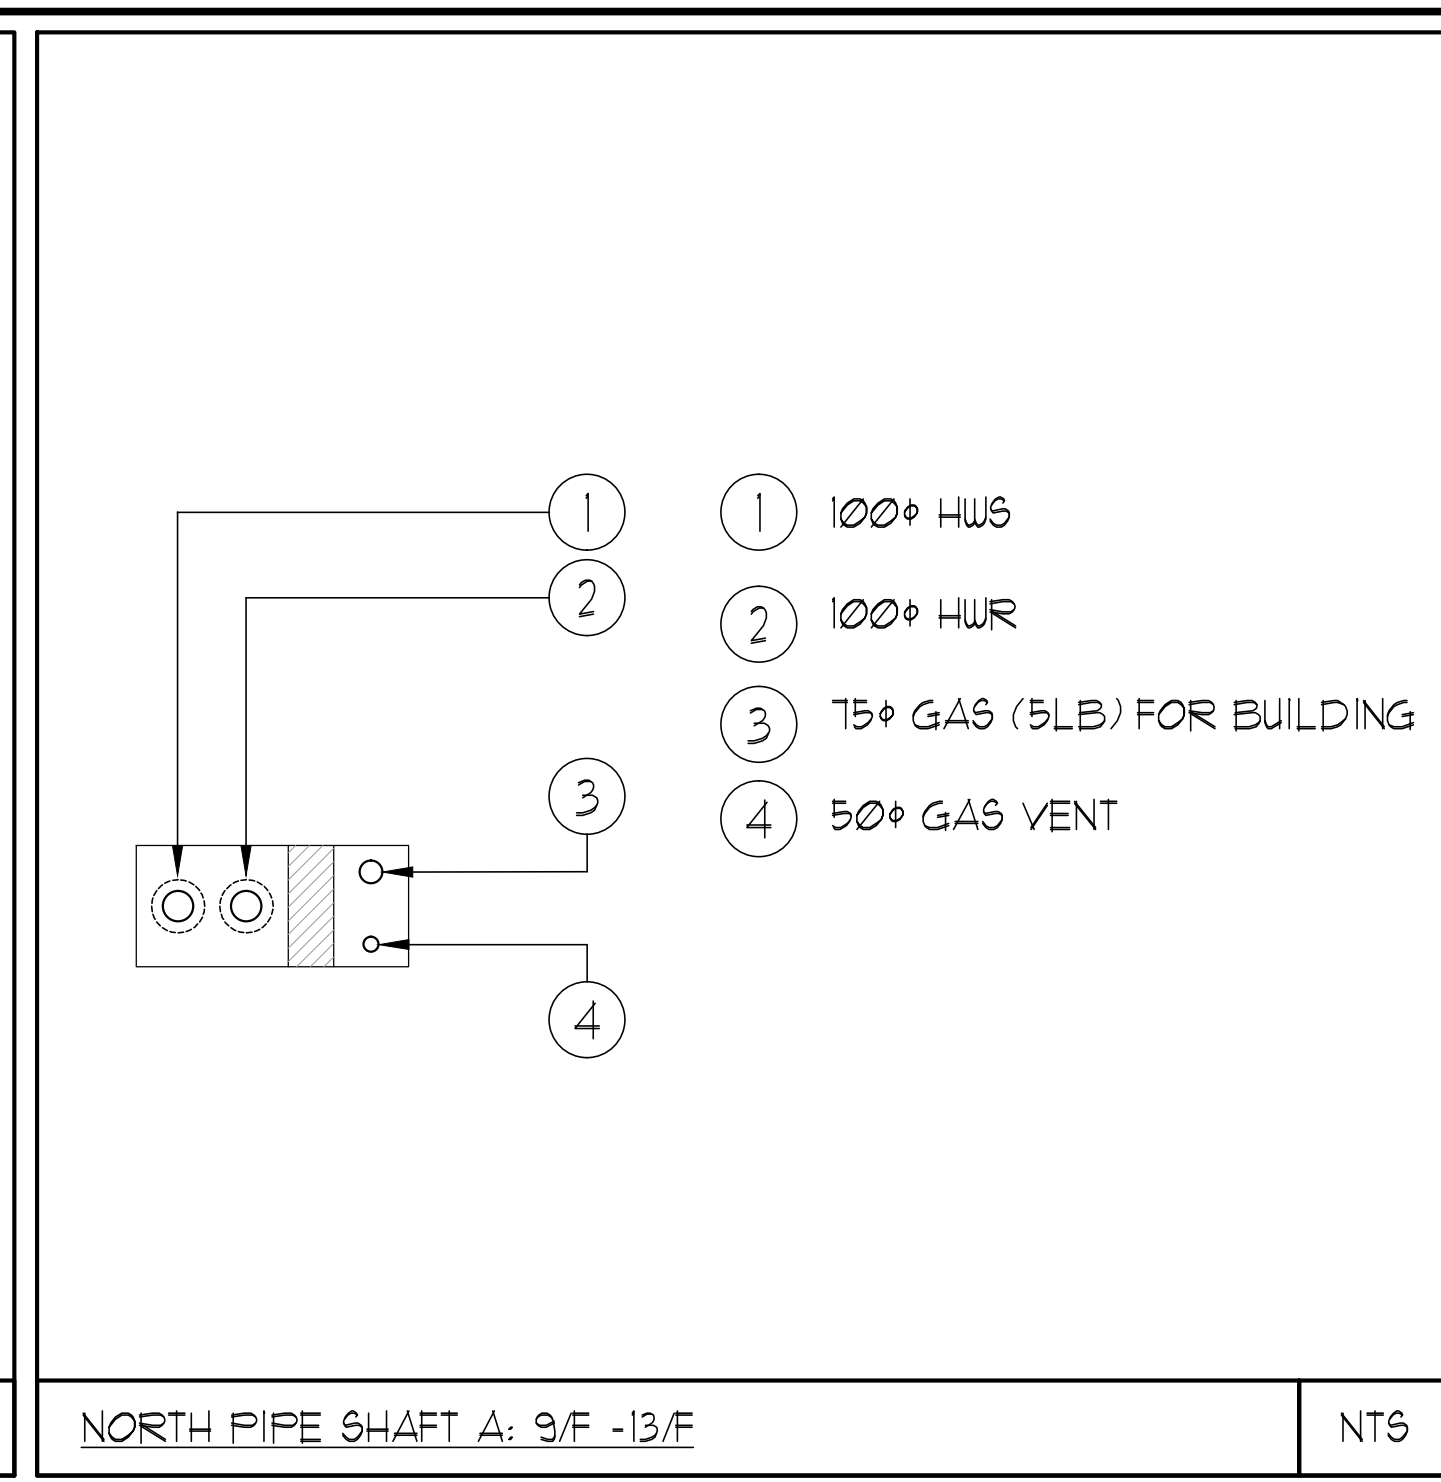 1
2
3
4
1 100φ HWS
2 100φ HWR
3 75φ GAS (5LB) FOR BUILDING
4 50φ GAS VENT
NORTH PIPE SHAFT A: 9/F -13/F
NTS